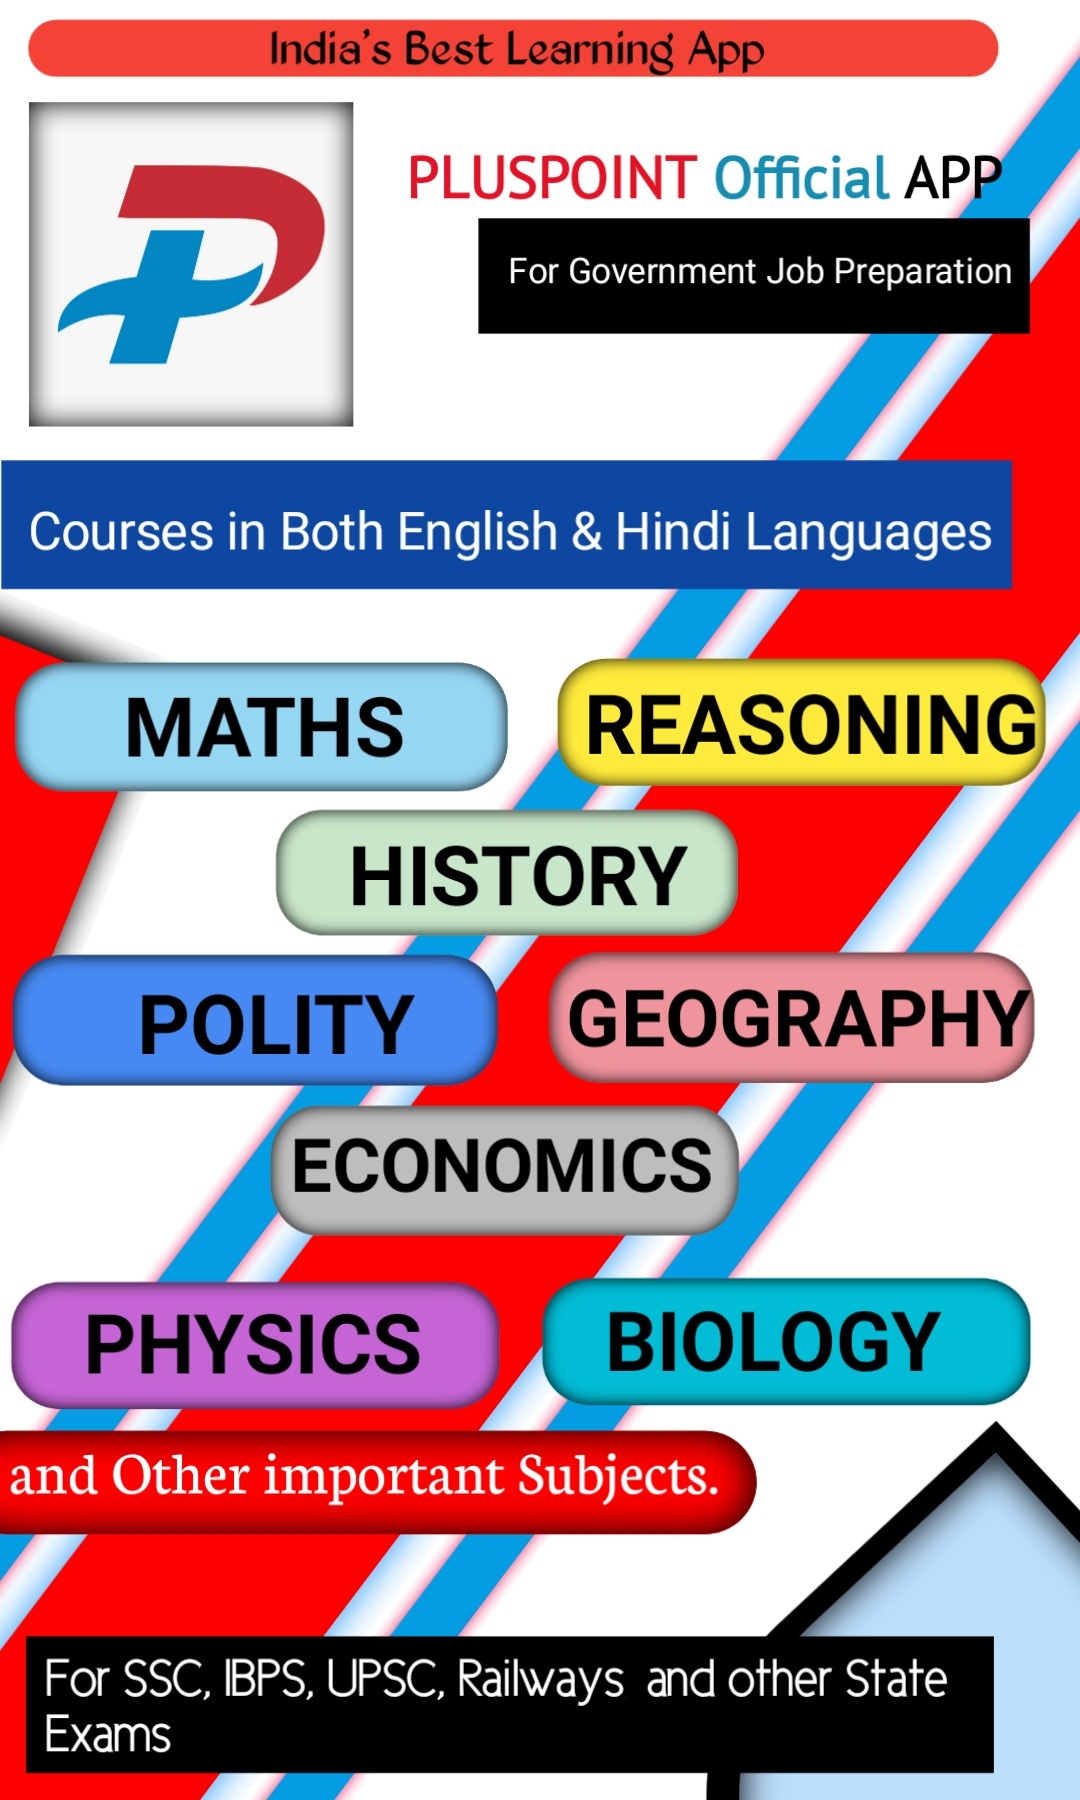 India's Best Learning App
PLUSPOINT Official APP
For Government Job Preparation
Courses in Both English & Hindi Languages
MATHS
REASONING
HISTORY
POLITY
GEOGRAPHY
ECONOMICS
PHYSICS
BIOLOGY
and Other important Subjects.
For SSC, IBPS, UPSC, Railways and other State
Exams